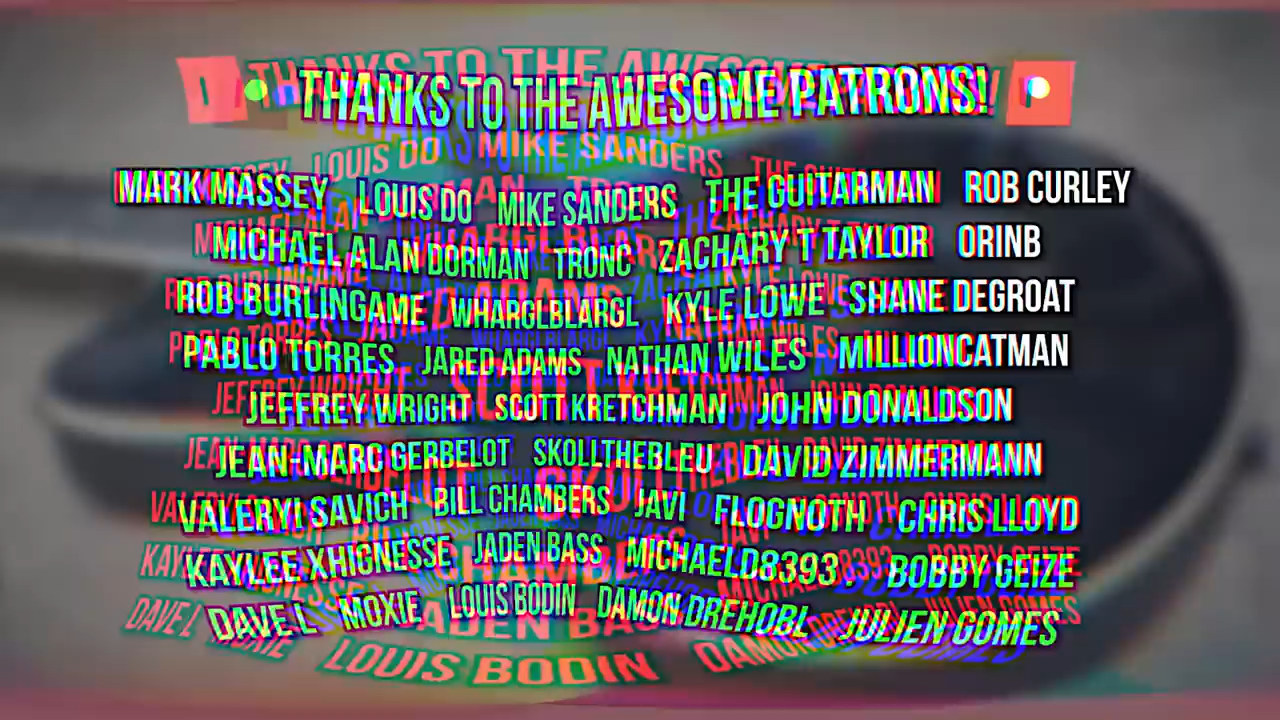 THANKS TO THE AWESOME PATRONS!
MARK MASSEY LOUIS DO MIKE SANDERS THE GUITARMAN ROB CURLEY
MICHAEL ALAN DORMAN TRONC ZACHARY T TAYLOR ORINB
ROB BURLINGAME WHARGLBLARGL KYLE LOWE SHANE DEGROAT
PABLO TORRES JARED ADAMS NATHAN WILES MILLIONCATMAN
JEFFREY WRIGHT SCOTT KRETCHMAN JOHN DONALDSON
JEAN-MARC GERBELOT SKOLLTHEBLEU DAVID ZIMMERMANN
VALERYI SAVICH BILL CHAMBERS JAVI FLOGNOTH CHRIS LLOYD
KAYLEE XHIGNESSE JADEN BASS MICHAELD8393 BOBBY GEIZE
DAVE L MOXIE LOUIS BODIN DAMON DREHOBL JULIEN GOMES